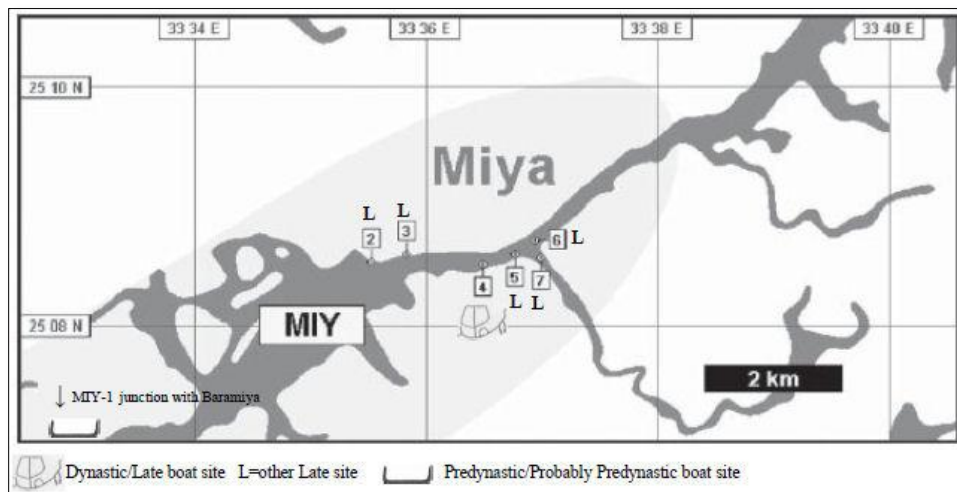 33 34 E 33 36 E 33 38 E 33 40 E
25 10 N
Miya
L L
2 3
6 L
4 5 7
L L
25 08 N
MIY
2 km
↓ MIY-1 junction with Baramiya
Dynastic/Late boat site L=other Late site Predynastic/Probably Predynastic boat site